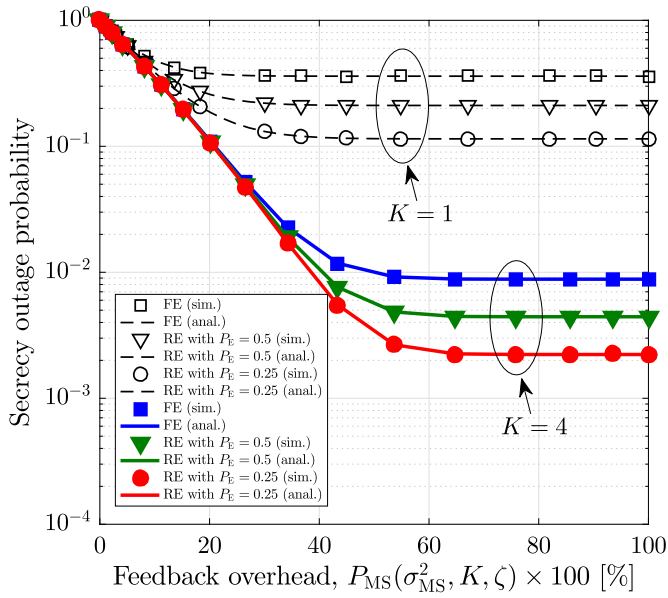 10^0
10^{-1}
10^{-2}
10^{-3}
10^{-4}
Secrecy outage probability
K = 1
K = 4
FE (sim.)
FE (anal.)
RE with P_E = 0.5 (sim.)
RE with P_E = 0.5 (anal.)
RE with P_E = 0.25 (sim.)
RE with P_E = 0.25 (anal.)
FE (sim.)
FE (anal.)
RE with P_E = 0.5 (sim.)
RE with P_E = 0.5 (anal.)
RE with P_E = 0.25 (sim.)
RE with P_E = 0.25 (anal.)
0 20 40 60 80 100
Feedback overhead, P_{MS}(σ^2_{MS}, K, ζ) × 100 [%]